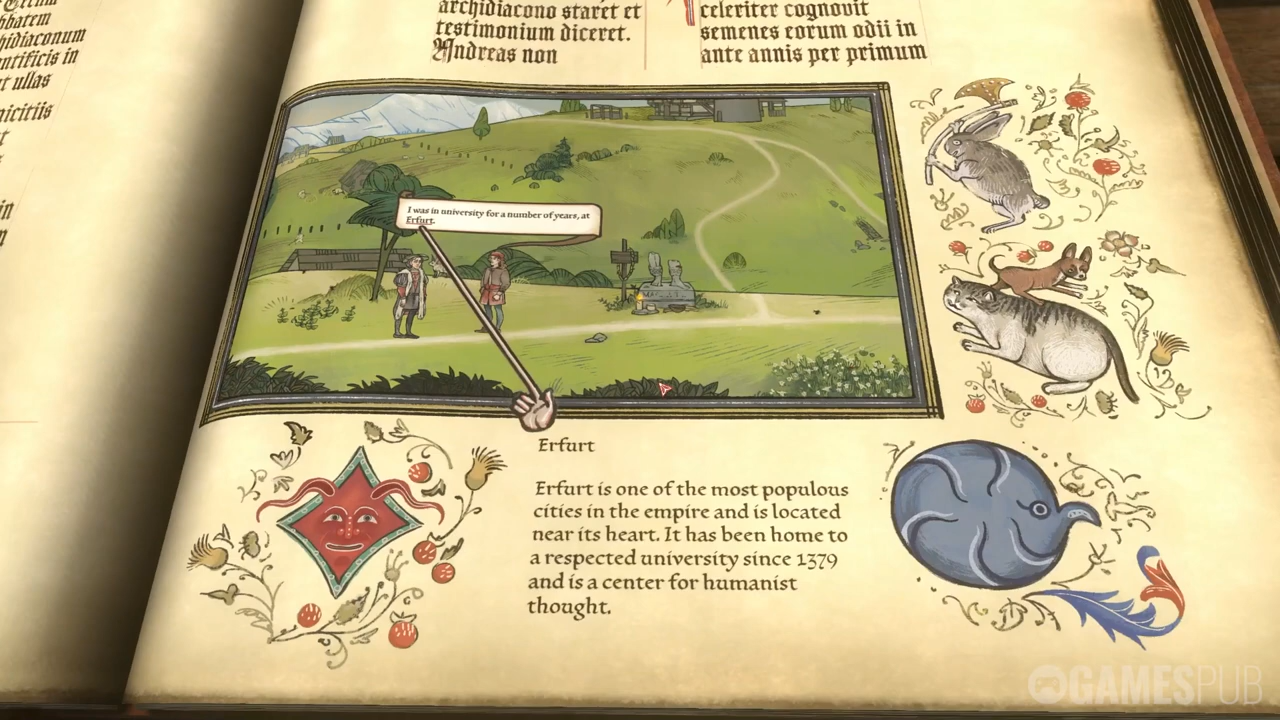 archidiacono staret et
testimonium diceret.
Andreas non
celeriter cognovit
semenes eorum odii in
ante annis per primum
hidiaconum
ut ullas
I was in university for a number of years, at
Erfurt.
Erfurt
Erfurt is one of the most populous
cities in the empire and is located
near its heart. It has been home to
a respected university since 1379
and is a center for humanist
thought.
GAMESPUB